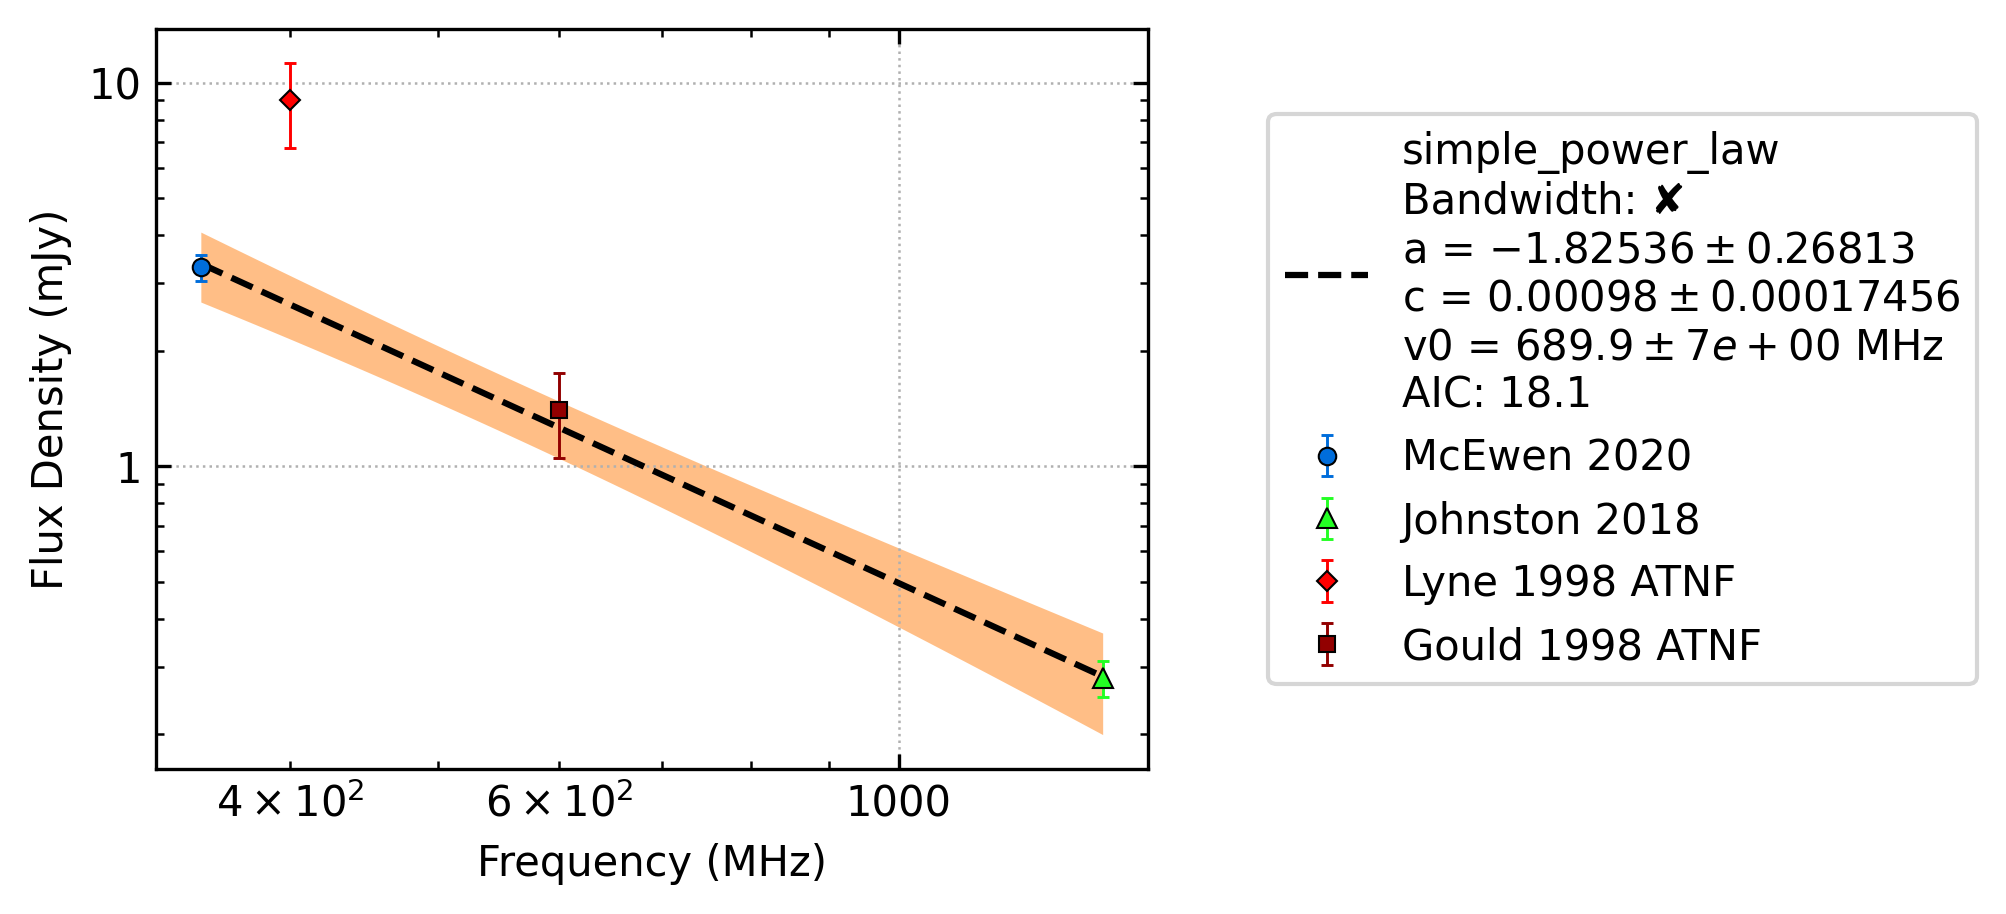 10
1
Flux Density (mJy)
4 × 10²
6 × 10²
1000
Frequency (MHz)
simple_power_law
Bandwidth: ✘
a = −1.82536 ± 0.26813
c = 0.00098 ± 0.00017456
v0 = 689.9 ± 7e + 00 MHz
AIC: 18.1
McEwen 2020
Johnston 2018
Lyne 1998 ATNF
Gould 1998 ATNF